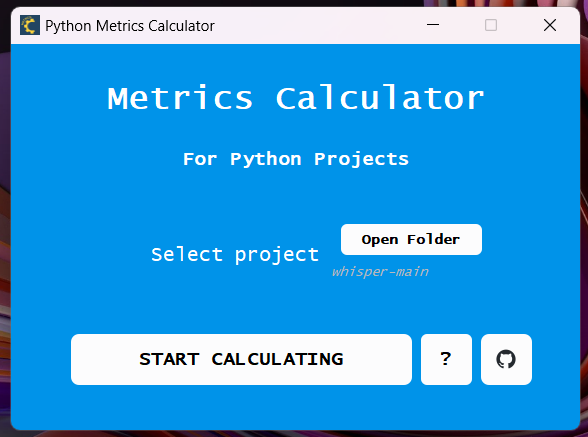 Python Metrics Calculator
Metrics Calculator
For Python Projects
Open Folder
Select project
whisper-main
START CALCULATING
?